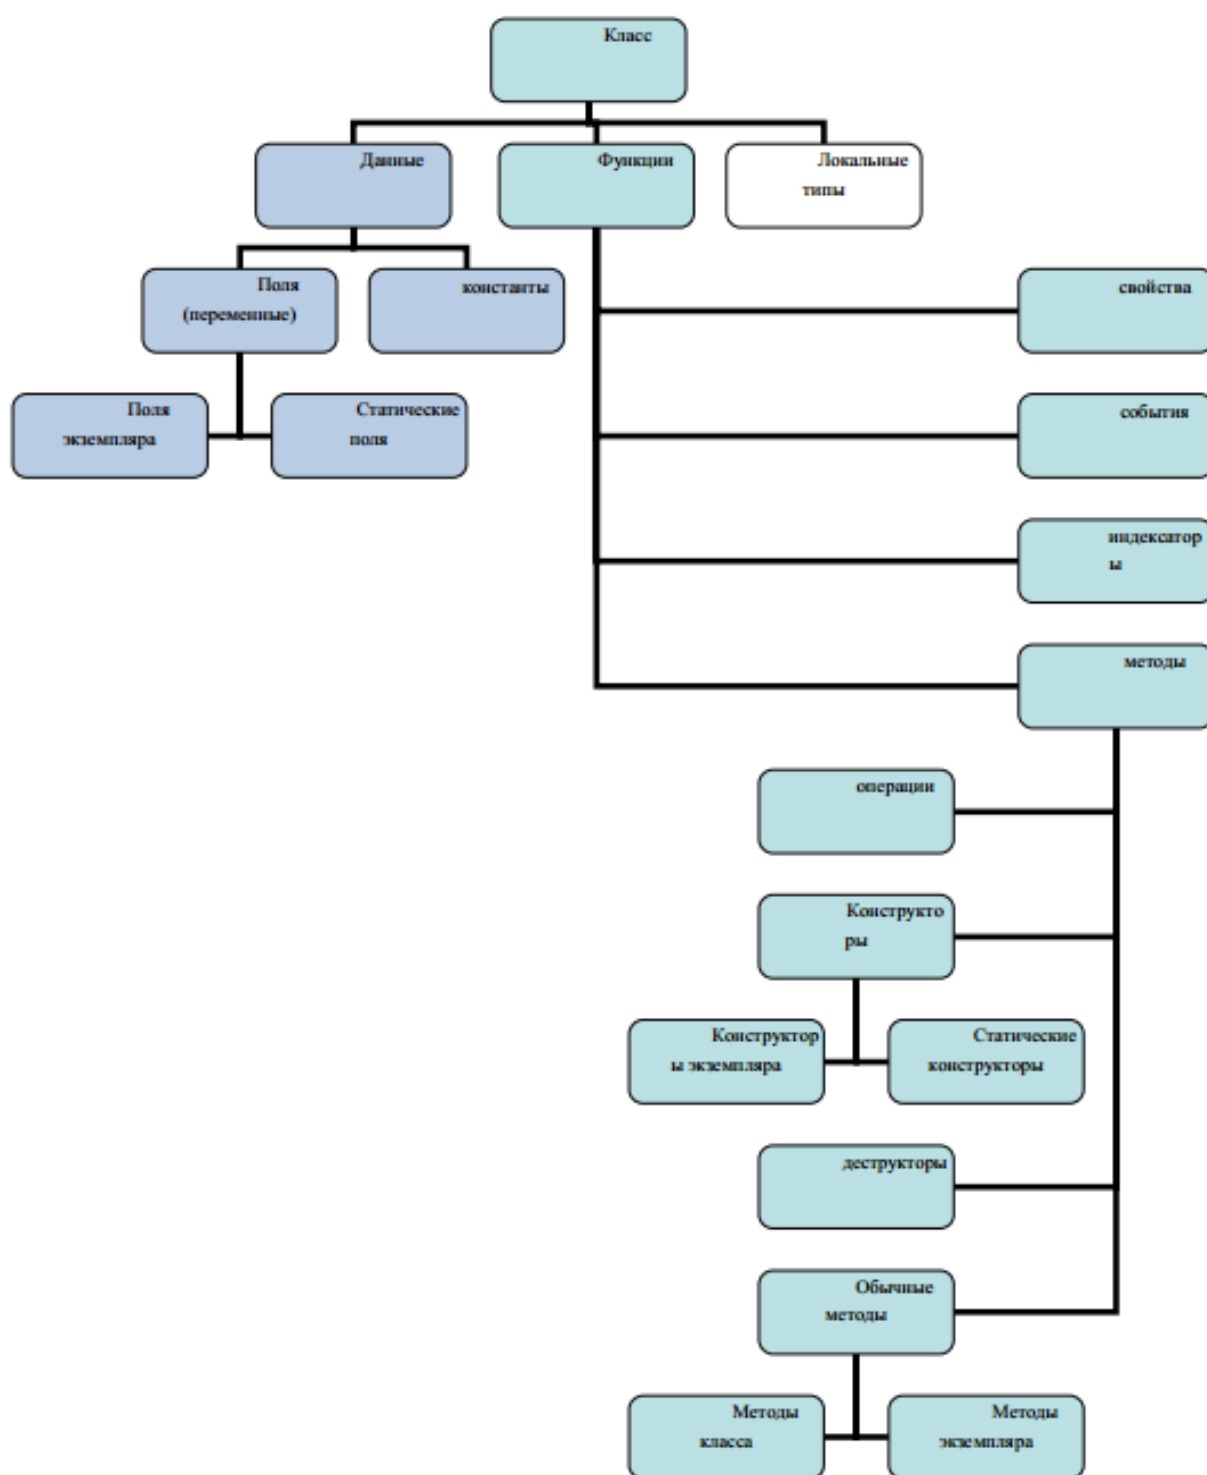 Класс
Данные
Функции
Локальные
типы
Поля
(переменные)
константы
свойства
Поля
экземпляра
Статические
поля
события
индексатор
ы
методы
операции
Конструкто
ры
Конструктор
ы экземпляра
Статические
конструкторы
деструкторы
Обычные
методы
Методы
класса
Методы
экземпляра